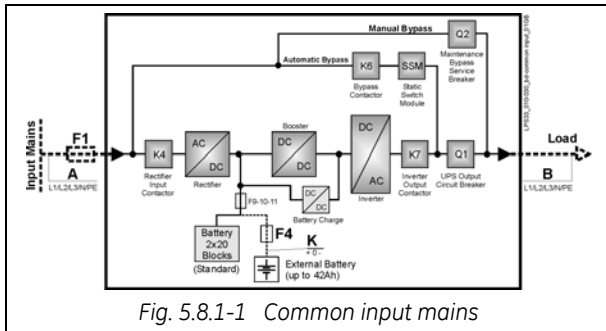 Manual Bypass
Q2
Maintenance
Bypass
Service
Breaker
Automatic Bypass
K6
SSM
Bypass
Contactor
Static
Switch
Module
LPS33_010-030_bd-common input_01GB
Input Mains
F1
A
L1/L2/L3/N/PE
K4
Rectifier
Input
Contactor
AC
DC
Rectifier
Booster
DC
DC
DC
AC
Inverter
K7
Inverter
Output
Contactor
Q1
UPS Output
Circuit Breaker
Load
B
L1/L2/L3/N/PE
DC
DC
Battery Charge
F9-10-11
Battery
2x20
Blocks
(Standard)
F4
K
+ 0 -
External Battery
(up to 42Ah)
Fig. 5.8.1-1 Common input mains